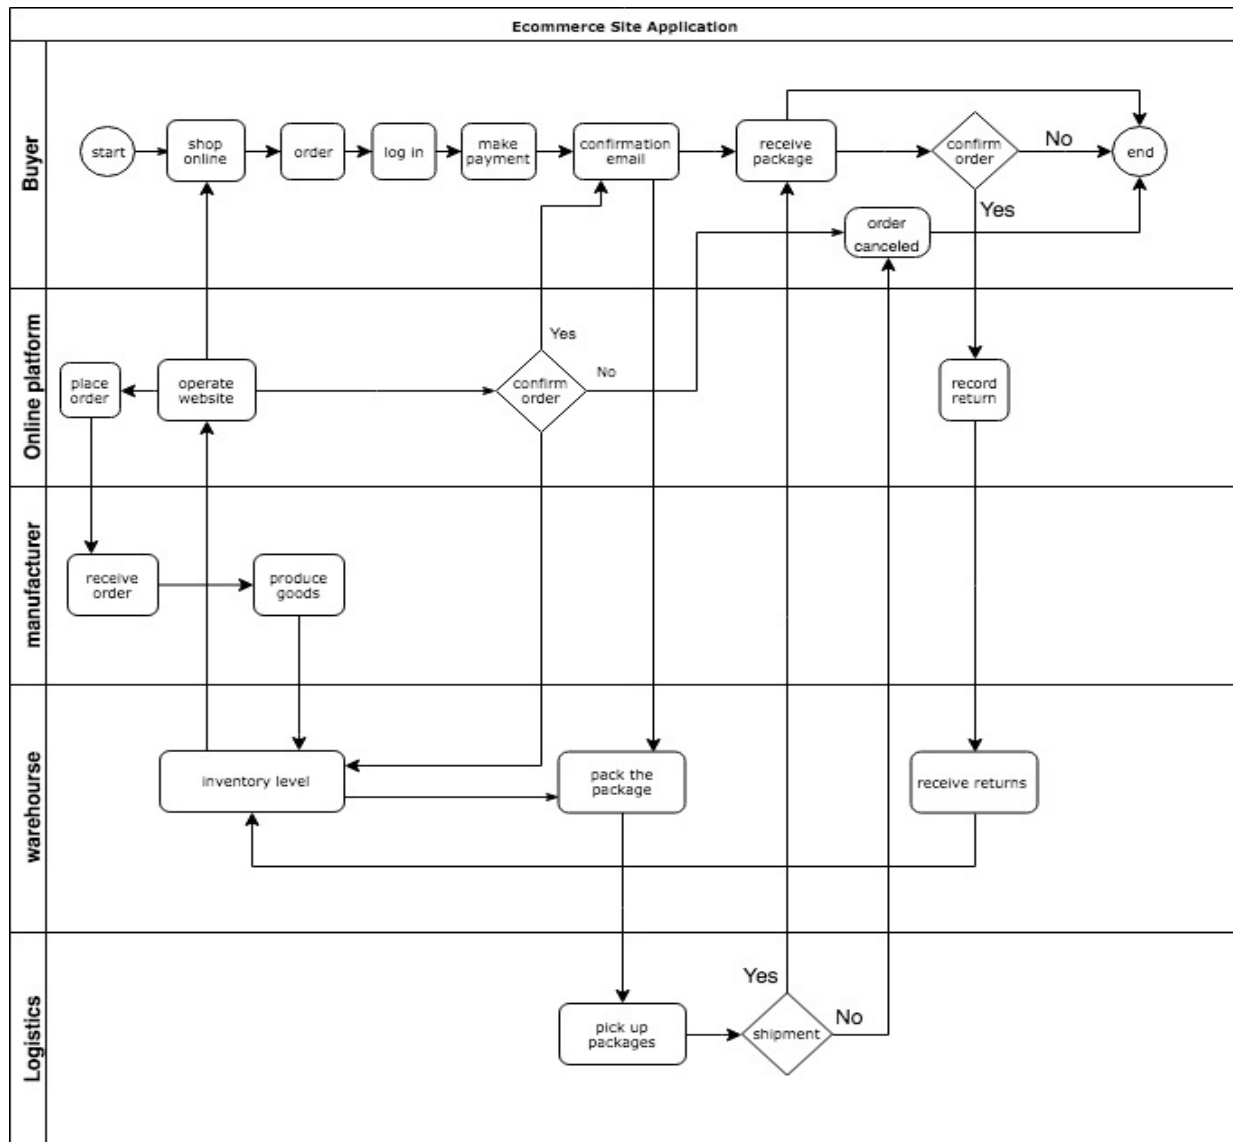 Ecommerce Site Application
Buyer
start
shop
online
order
log in
make
payment
confirmation
email
receive
package
confirm
order
No
end
Yes
order
canceled
Online platform
place
order
operate
website
Yes
confirm
order
No
record
return
manufacturer
receive
order
produce
goods
warehourse
inventory level
pack the
package
receive returns
Logistics
pick up
packages
Yes
shipment
No